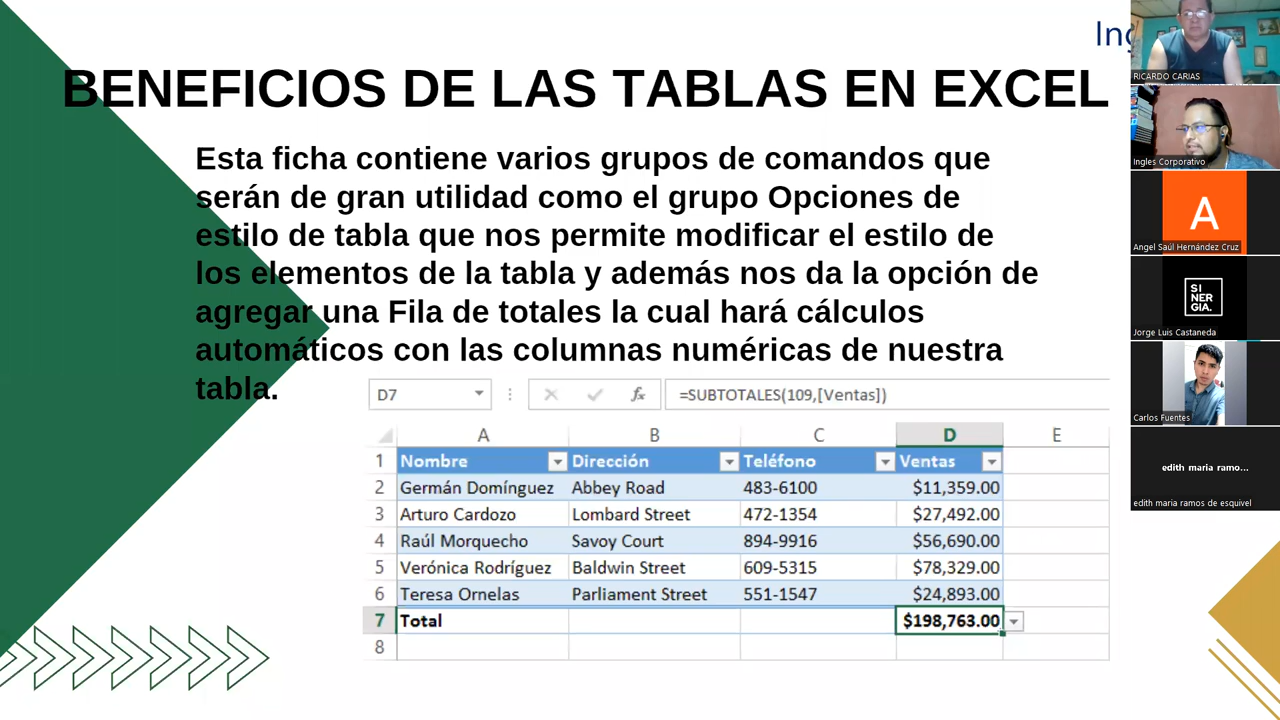 Ing
BENEFICIOS DE LAS TABLAS EN EXCEL
Esta ficha contiene varios grupos de comandos que
serán de gran utilidad como el grupo Opciones de
estilo de tabla que nos permite modificar el estilo de
los elementos de la tabla y además nos da la opción de
agregar una Fila de totales la cual hará cálculos
automáticos con las columnas numéricas de nuestra
tabla.
D7 fx =SUBTOTALES(109,[Ventas])
A B C D E
1 Nombre Dirección Teléfono Ventas
2 Germán Domínguez Abbey Road 483-6100 $11,359.00
3 Arturo Cardozo Lombard Street 472-1354 $27,492.00
4 Raúl Morquecho Savoy Court 894-9916 $56,690.00
5 Verónica Rodríguez Baldwin Street 609-5315 $78,329.00
6 Teresa Ornelas Parliament Street 551-1547 $24,893.00
7 Total $198,763.00
8
RICARDO CARIAS
Ingles Corporativo
A
Angel Saúl Hernández Cruz
SI
NER
GIA.
Jorge Luis Castaneda
Carlos Fuentes
edith maria ramo...
edith maria ramos de esquivel